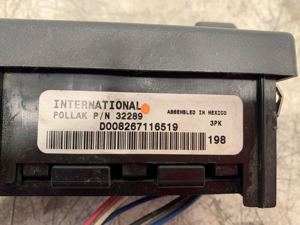 INTERNATIONAL
POLLAK P/N 32289
ASSEMBLED IN MEXICO
3PK
D008267116519
198